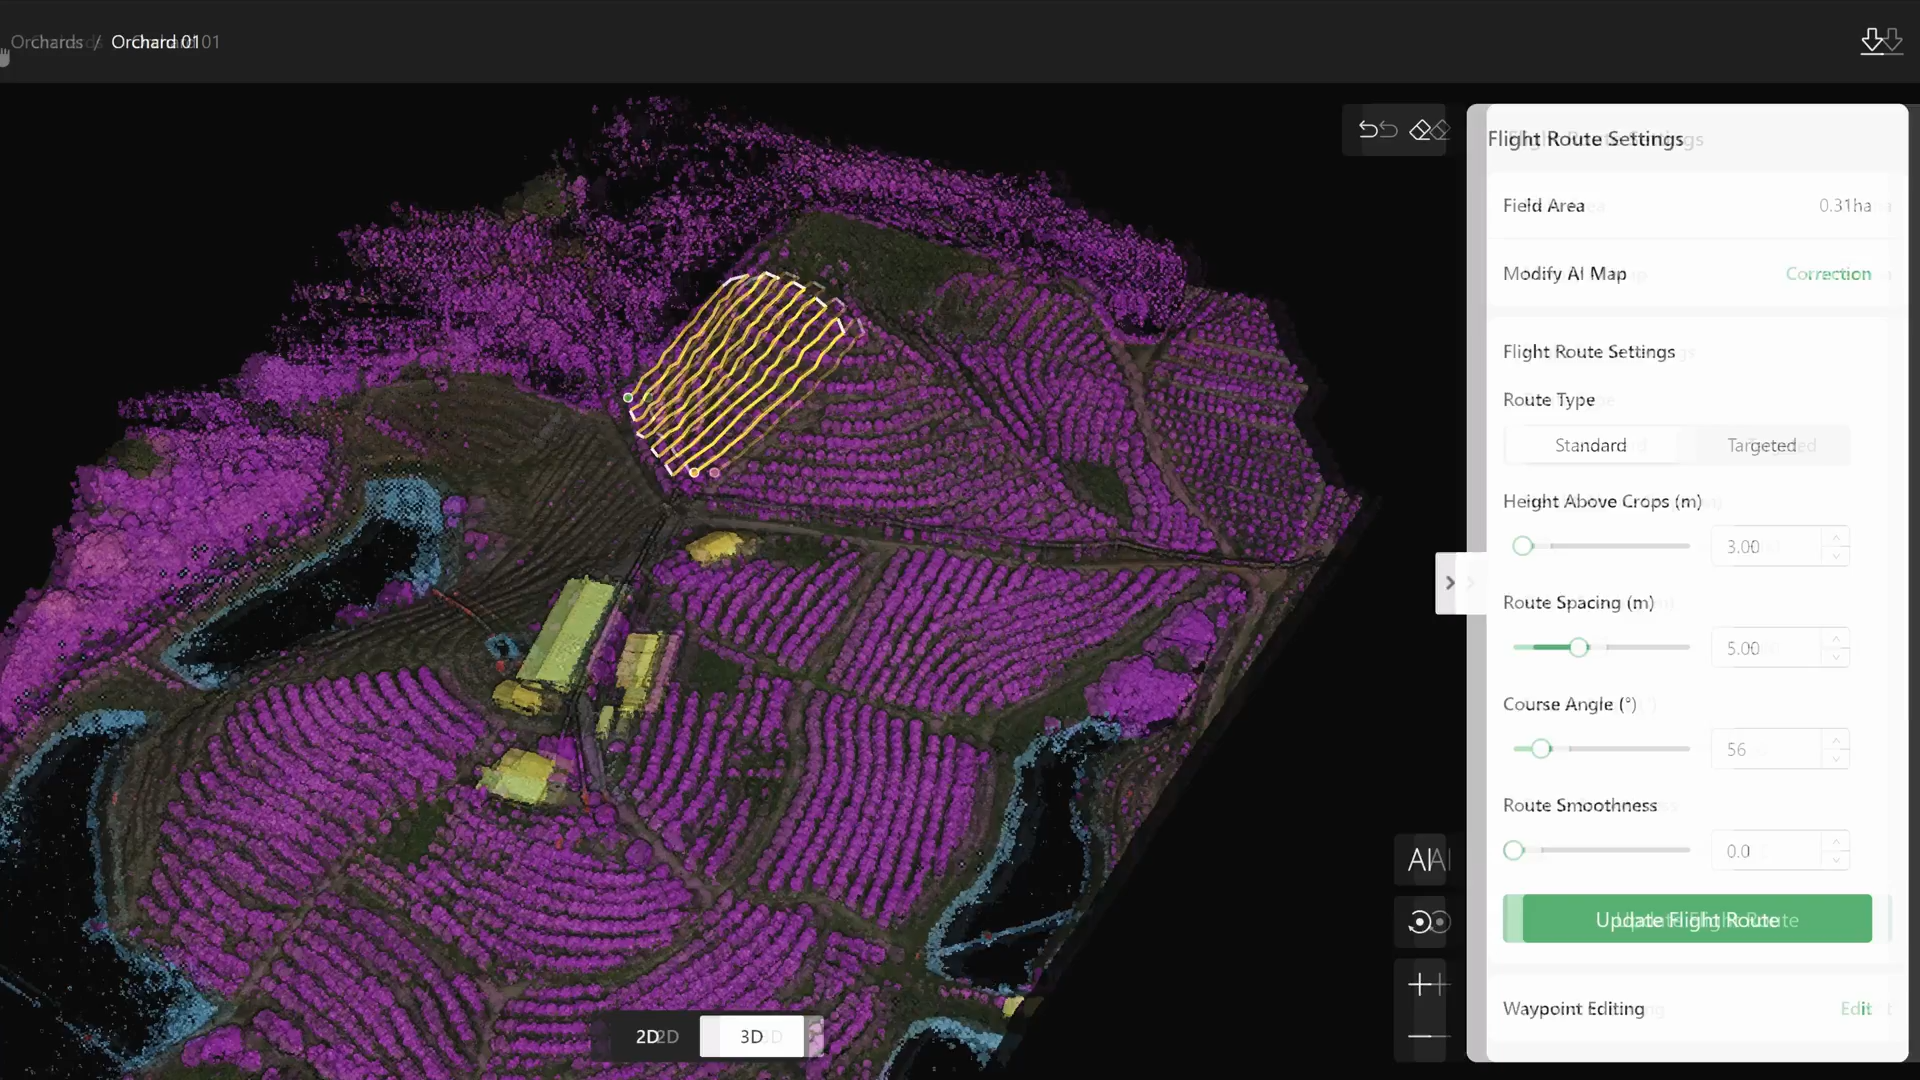 Orchards / Orchard 01
Flight Route Settings
Field Area 0.31ha
Modify AI Map Correction
Flight Route Settings
Route Type
Standard Targeted
Height Above Crops (m)
3.00
Route Spacing (m)
5.00
Course Angle (°)
56
Route Smoothness
0.0
AI
Update Flight Route
Waypoint Editing Edit
2D 3D